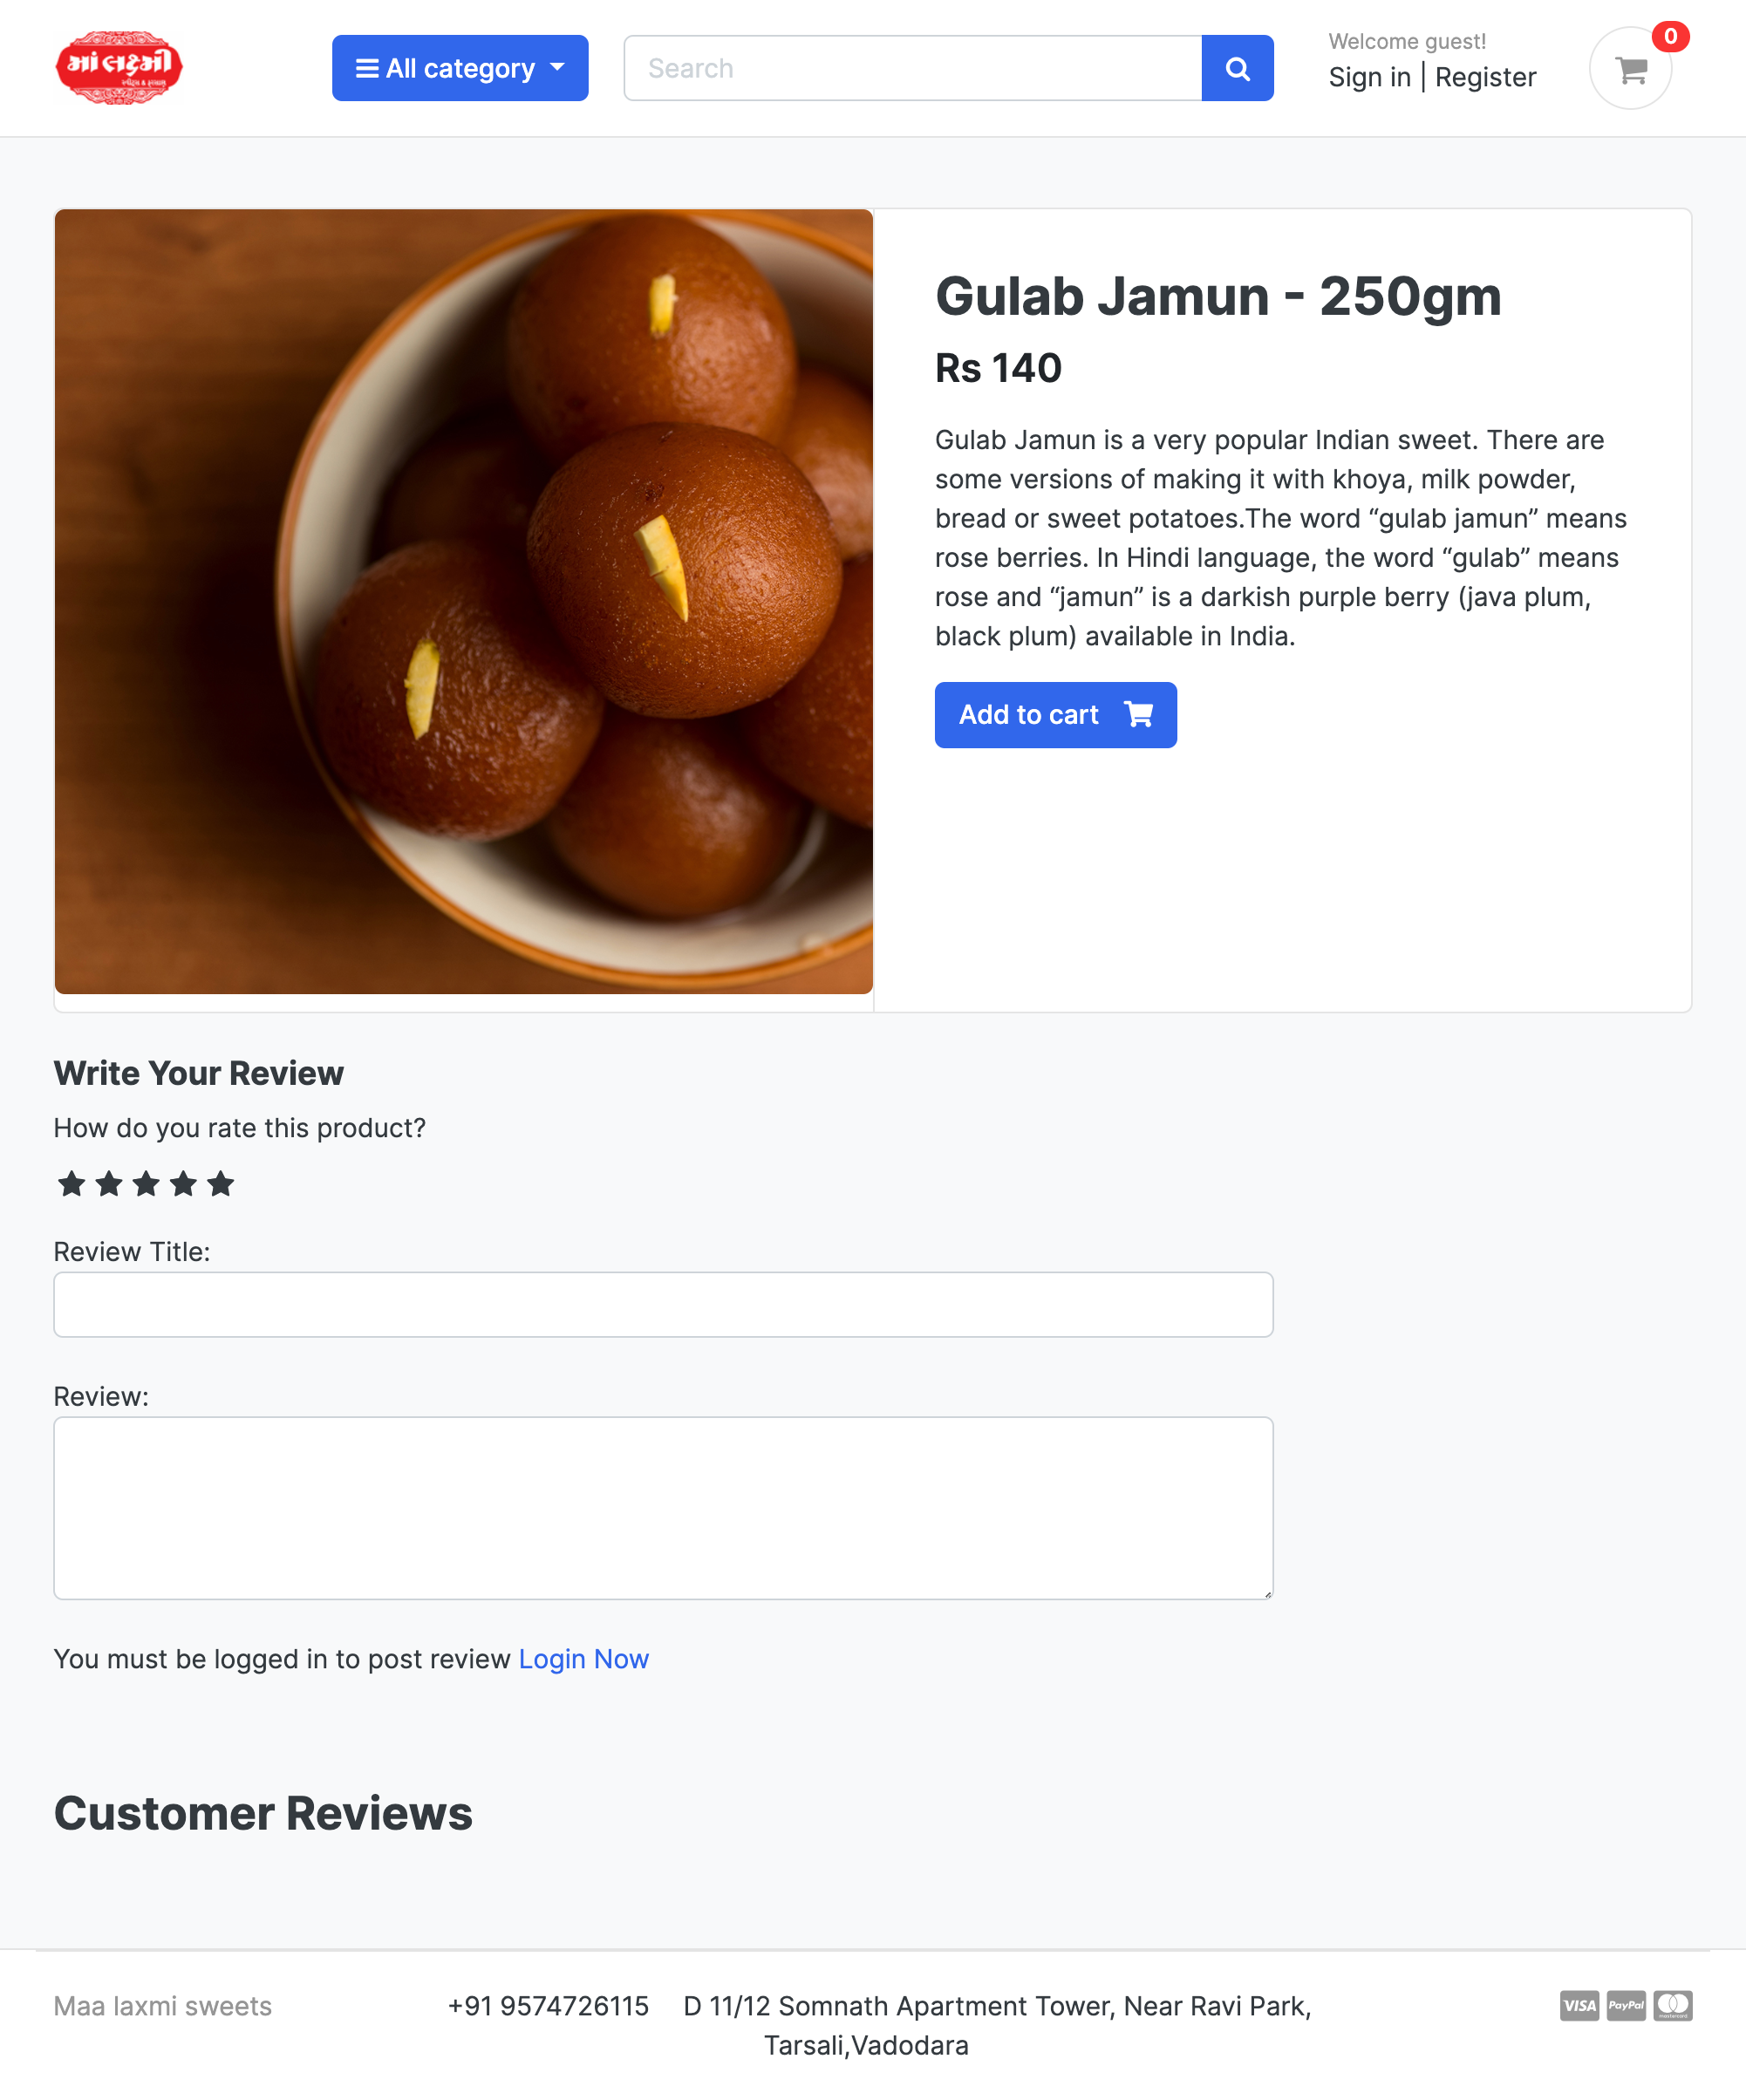 માં લક્ષ્મી
સ્વીટ્સ & ફરસાણ
All category
Search
Welcome guest!
Sign in | Register
0
Gulab Jamun - 250gm
Rs 140
Gulab Jamun is a very popular Indian sweet. There are
some versions of making it with khoya, milk powder,
bread or sweet potatoes.The word “gulab jamun” means
rose berries. In Hindi language, the word “gulab” means
rose and “jamun” is a darkish purple berry (java plum,
black plum) available in India.
Add to cart
Write Your Review
How do you rate this product?
Review Title:
Review:
You must be logged in to post review Login Now
Customer Reviews
Maa laxmi sweets
+91 9574726115 D 11/12 Somnath Apartment Tower, Near Ravi Park,
Tarsali,Vadodara
VISA PayPal mastercard